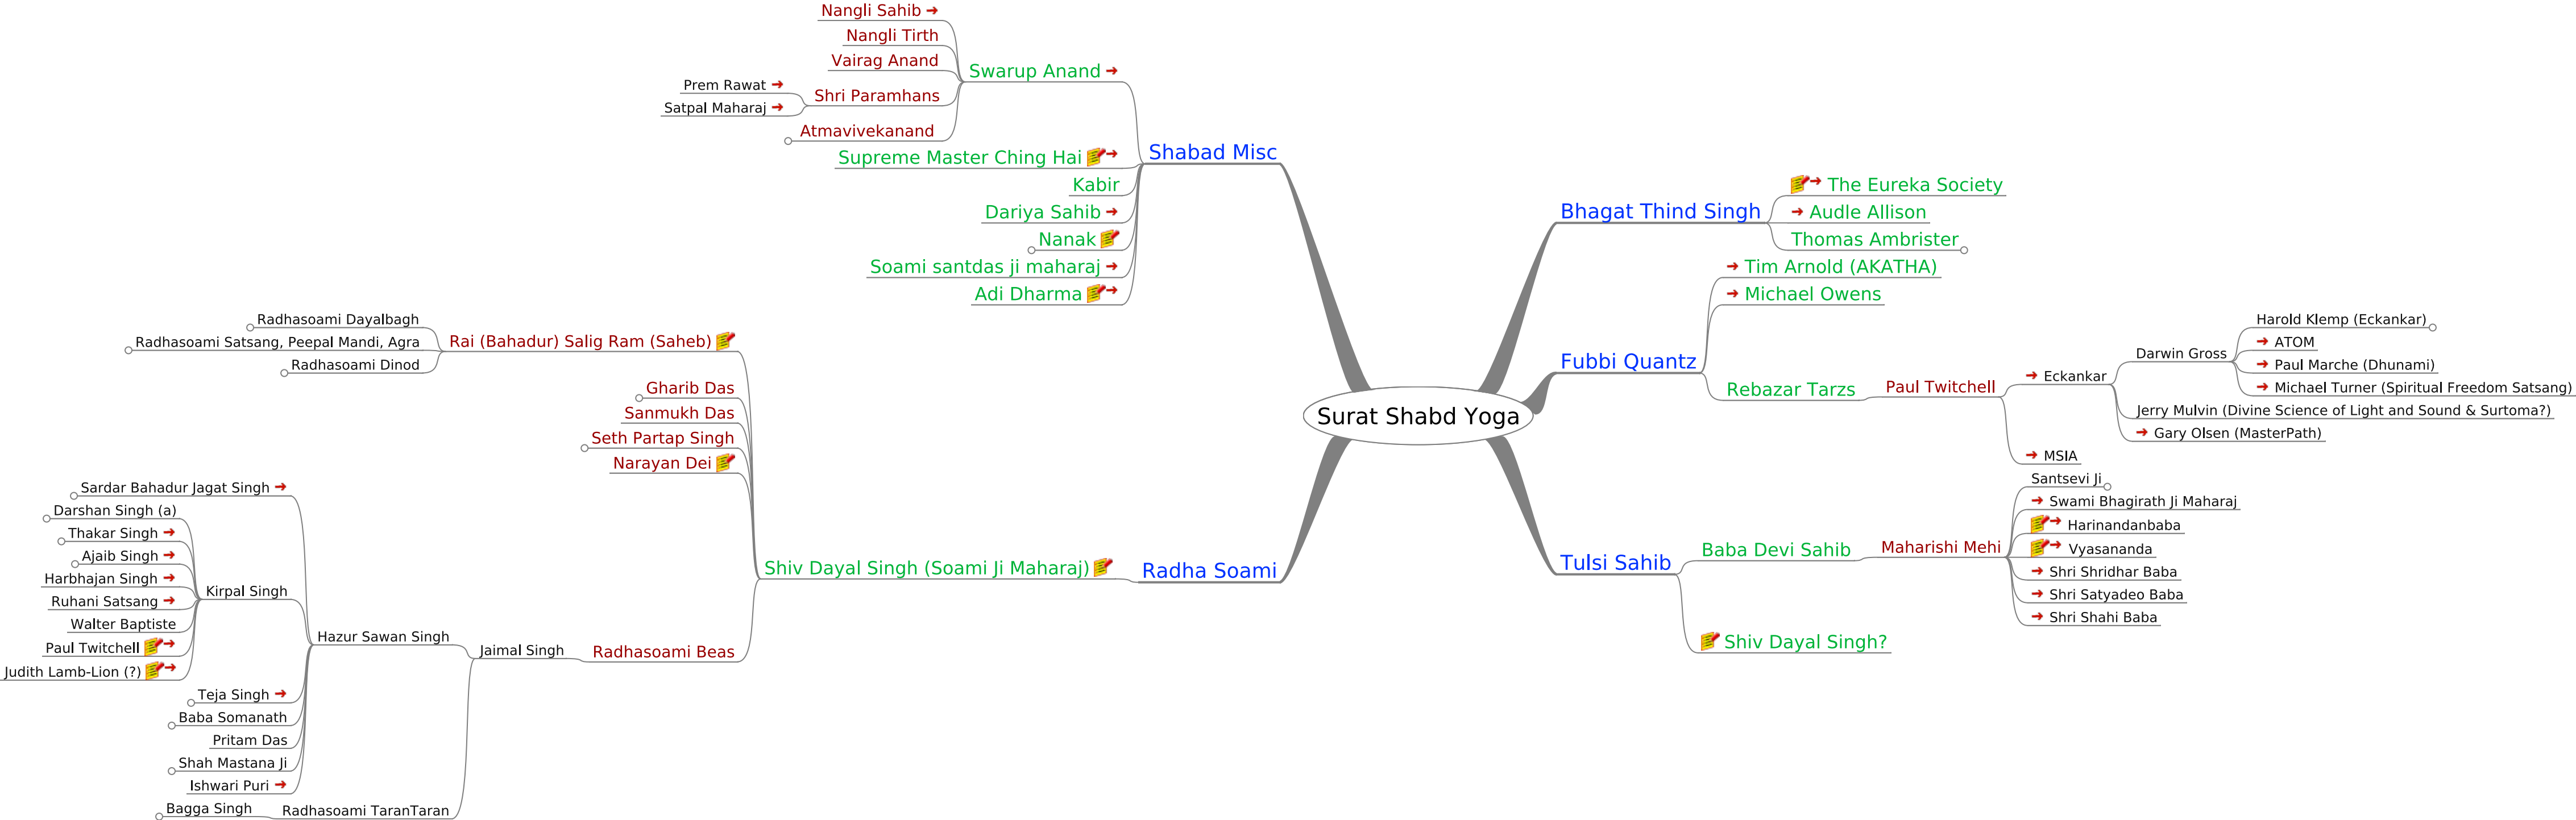 Surat Shabd Yoga
Shabad Misc
Swarup Anand
Nangli Sahib
Nangli Tirth
Vairag Anand
Shri Paramhans
Prem Rawat
Satpal Maharaj
Atmavivekanand
Supreme Master Ching Hai
Kabir
Dariya Sahib
Nanak
Soami santdas ji maharaj
Adi Dharma
Radha Soami
Shiv Dayal Singh (Soami Ji Maharaj)
Rai (Bahadur) Salig Ram (Saheb)
Radhasoami Dayalbagh
Radhasoami Satsang, Peepal Mandi, Agra
Radhasoami Dinod
Gharib Das
Sanmukh Das
Seth Partap Singh
Narayan Dei
Radhasoami Beas
Jaimal Singh
Hazur Sawan Singh
Sardar Bahadur Jagat Singh
Kirpal Singh
Darshan Singh (a)
Thakar Singh
Ajaib Singh
Harbhajan Singh
Ruhani Satsang
Walter Baptiste
Paul Twitchell
Judith Lamb-Lion (?)
Teja Singh
Baba Somanath
Pritam Das
Shah Mastana Ji
Ishwari Puri
Radhasoami TaranTaran
Bagga Singh
Bhagat Thind Singh
The Eureka Society
Audle Allison
Thomas Ambrister
Fubbi Quantz
Tim Arnold (AKATHA)
Michael Owens
Rebazar Tarzs
Paul Twitchell
Eckankar
Darwin Gross
Harold Klemp (Eckankar)
ATOM
Paul Marche (Dhunami)
Michael Turner (Spiritual Freedom Satsang)
Jerry Mulvin (Divine Science of Light and Sound & Surtoma?)
Gary Olsen (MasterPath)
MSIA
Tulsi Sahib
Baba Devi Sahib
Maharishi Mehi
Santsevi Ji
Swami Bhagirath Ji Maharaj
Harinandanbaba
Vyasananda
Shri Shridhar Baba
Shri Satyadeo Baba
Shri Shahi Baba
Shiv Dayal Singh?